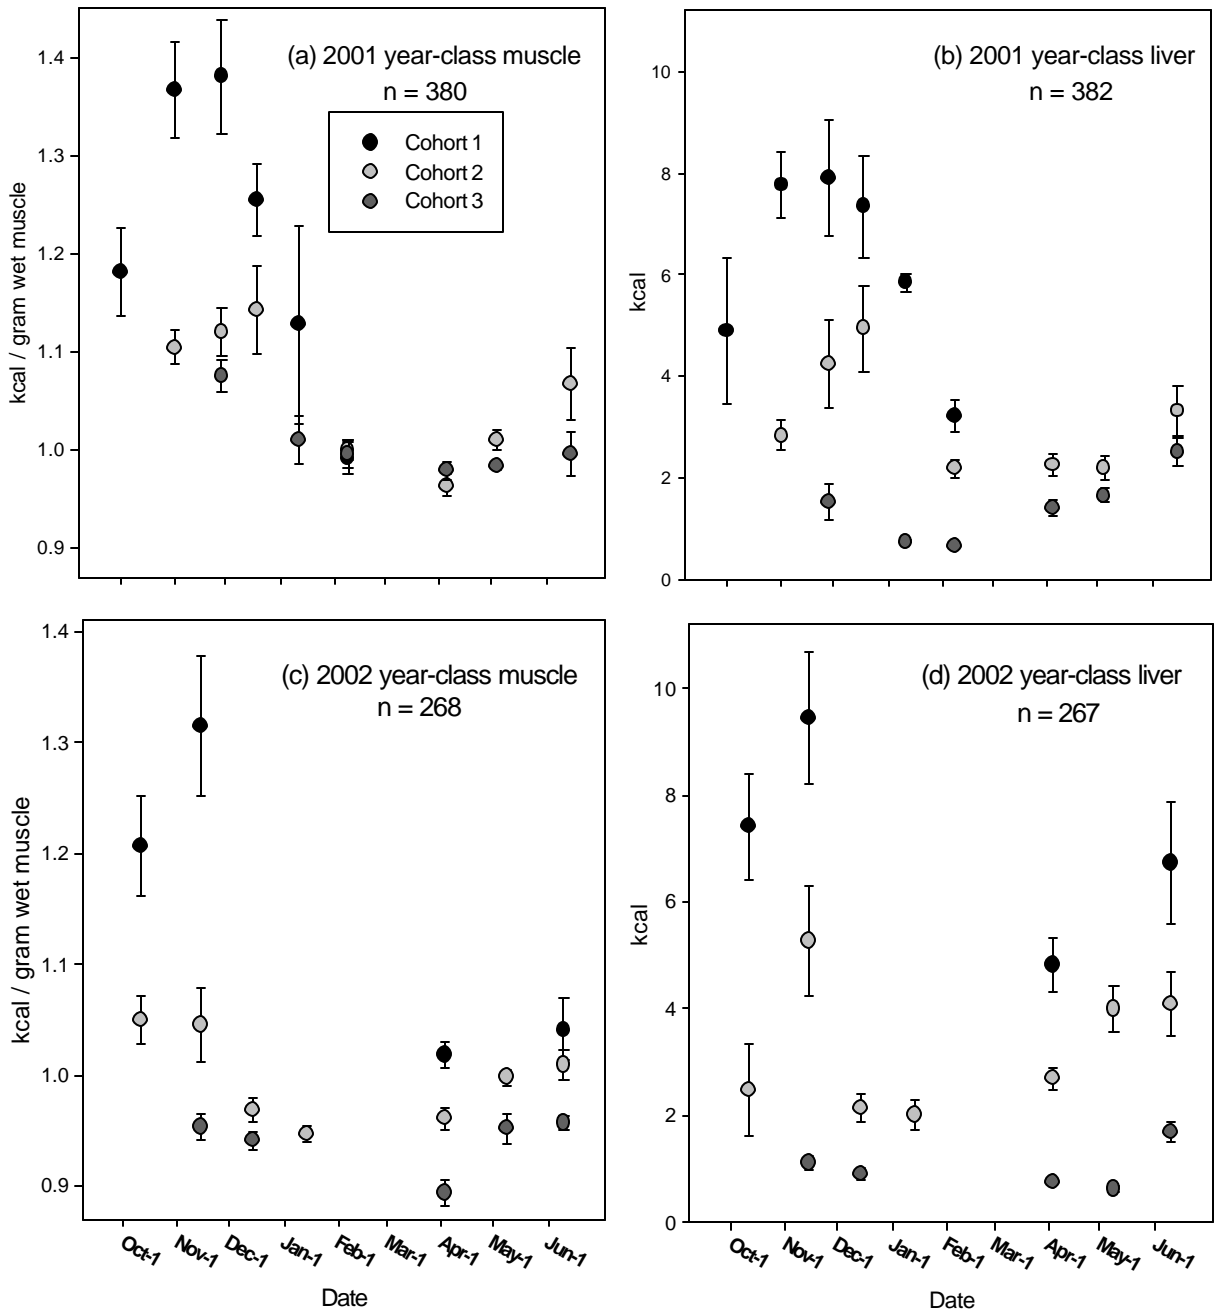 (a) 2001 year-class muscle
n = 380
Cohort 1
Cohort 2
Cohort 3
kcal / gram wet muscle
1.4
1.3
1.2
1.1
1.0
0.9
(b) 2001 year-class liver
n = 382
kcal
10
8
6
4
2
0
(c) 2002 year-class muscle
n = 268
kcal / gram wet muscle
1.4
1.3
1.2
1.1
1.0
0.9
Oct-1 Nov-1 Dec-1 Jan-1 Feb-1 Mar-1 Apr-1 May-1 Jun-1
Date
(d) 2002 year-class liver
n = 267
kcal
10
8
6
4
2
0
Oct-1 Nov-1 Dec-1 Jan-1 Feb-1 Mar-1 Apr-1 May-1 Jun-1
Date